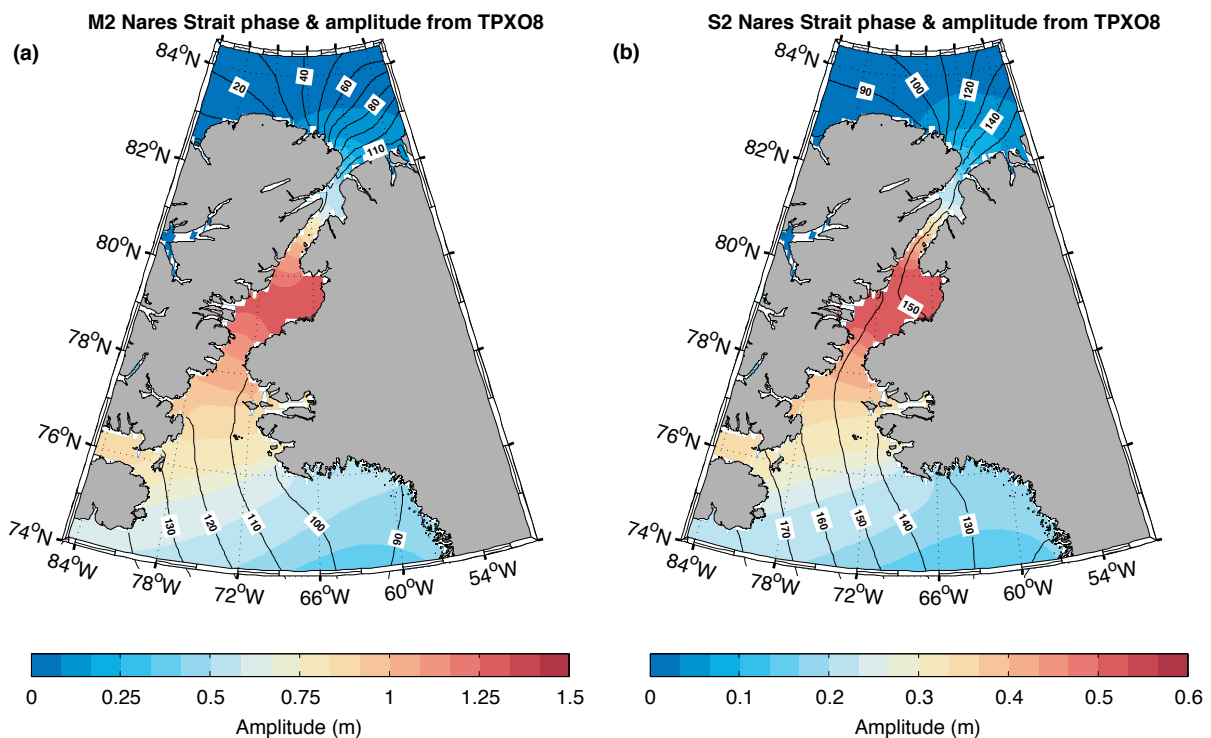 M2 Nares Strait phase & amplitude from TPXO8
(a)
84°N
82°N
80°N
78°N
76°N
74°N
84°W
78°W
72°W
66°W
60°W
54°W
20
40
60
80
110
130
120
110
100
90
0 0.25 0.5 0.75 1 1.25 1.5
Amplitude (m)
S2 Nares Strait phase & amplitude from TPXO8
(b)
84°N
82°N
80°N
78°N
76°N
74°N
84°W
78°W
72°W
66°W
60°W
54°W
90
100
120
140
150
170
160
150
140
130
0 0.1 0.2 0.3 0.4 0.5 0.6
Amplitude (m)